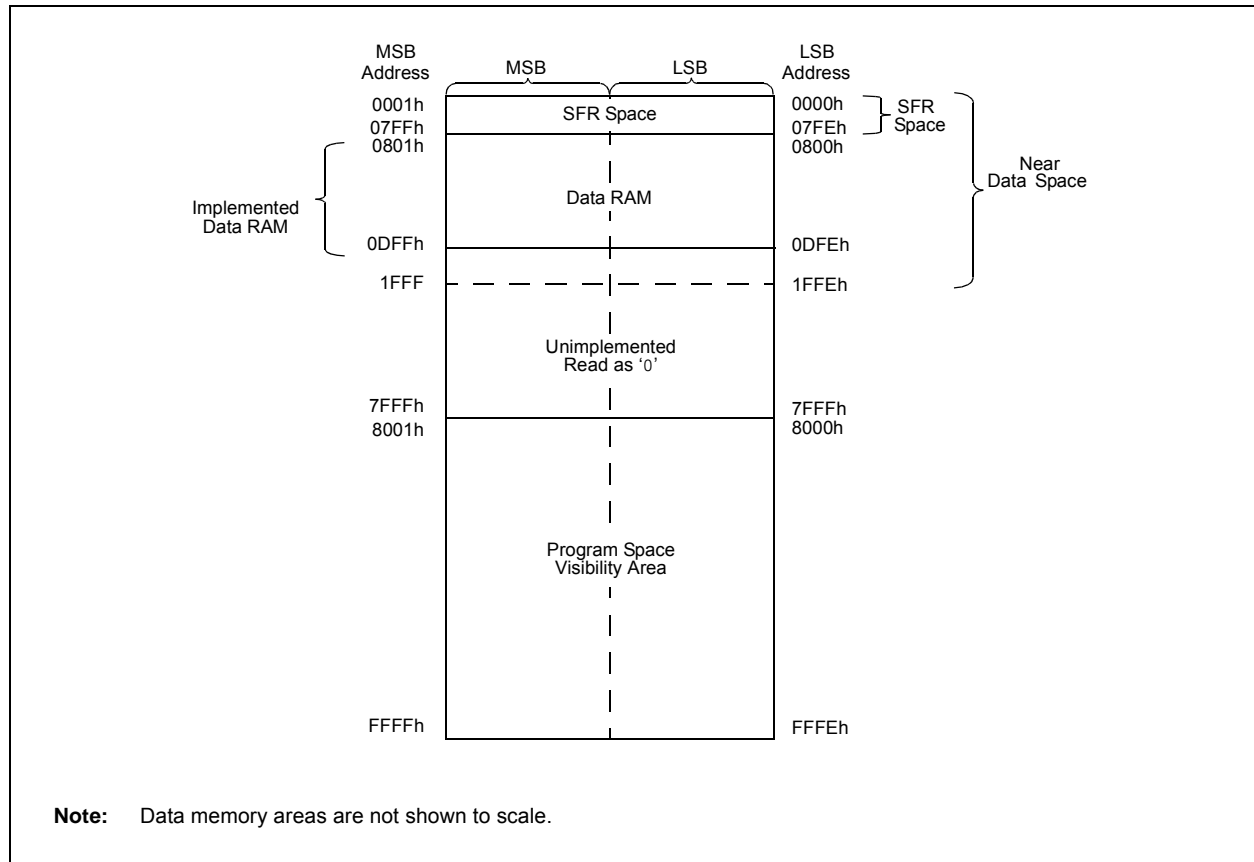 MSB
Address
MSB
LSB
LSB
Address
0001h
SFR Space
0000h
SFR
Space
07FFh
07FEh
0801h
0800h
Near
Data Space
Implemented
Data RAM
Data RAM
0DFFh
0DFEh
1FFF
1FFEh
Unimplemented
Read as ‘0’
7FFFh
7FFFh
8001h
8000h
Program Space
Visibility Area
FFFFh
FFFEh
Note: Data memory areas are not shown to scale.